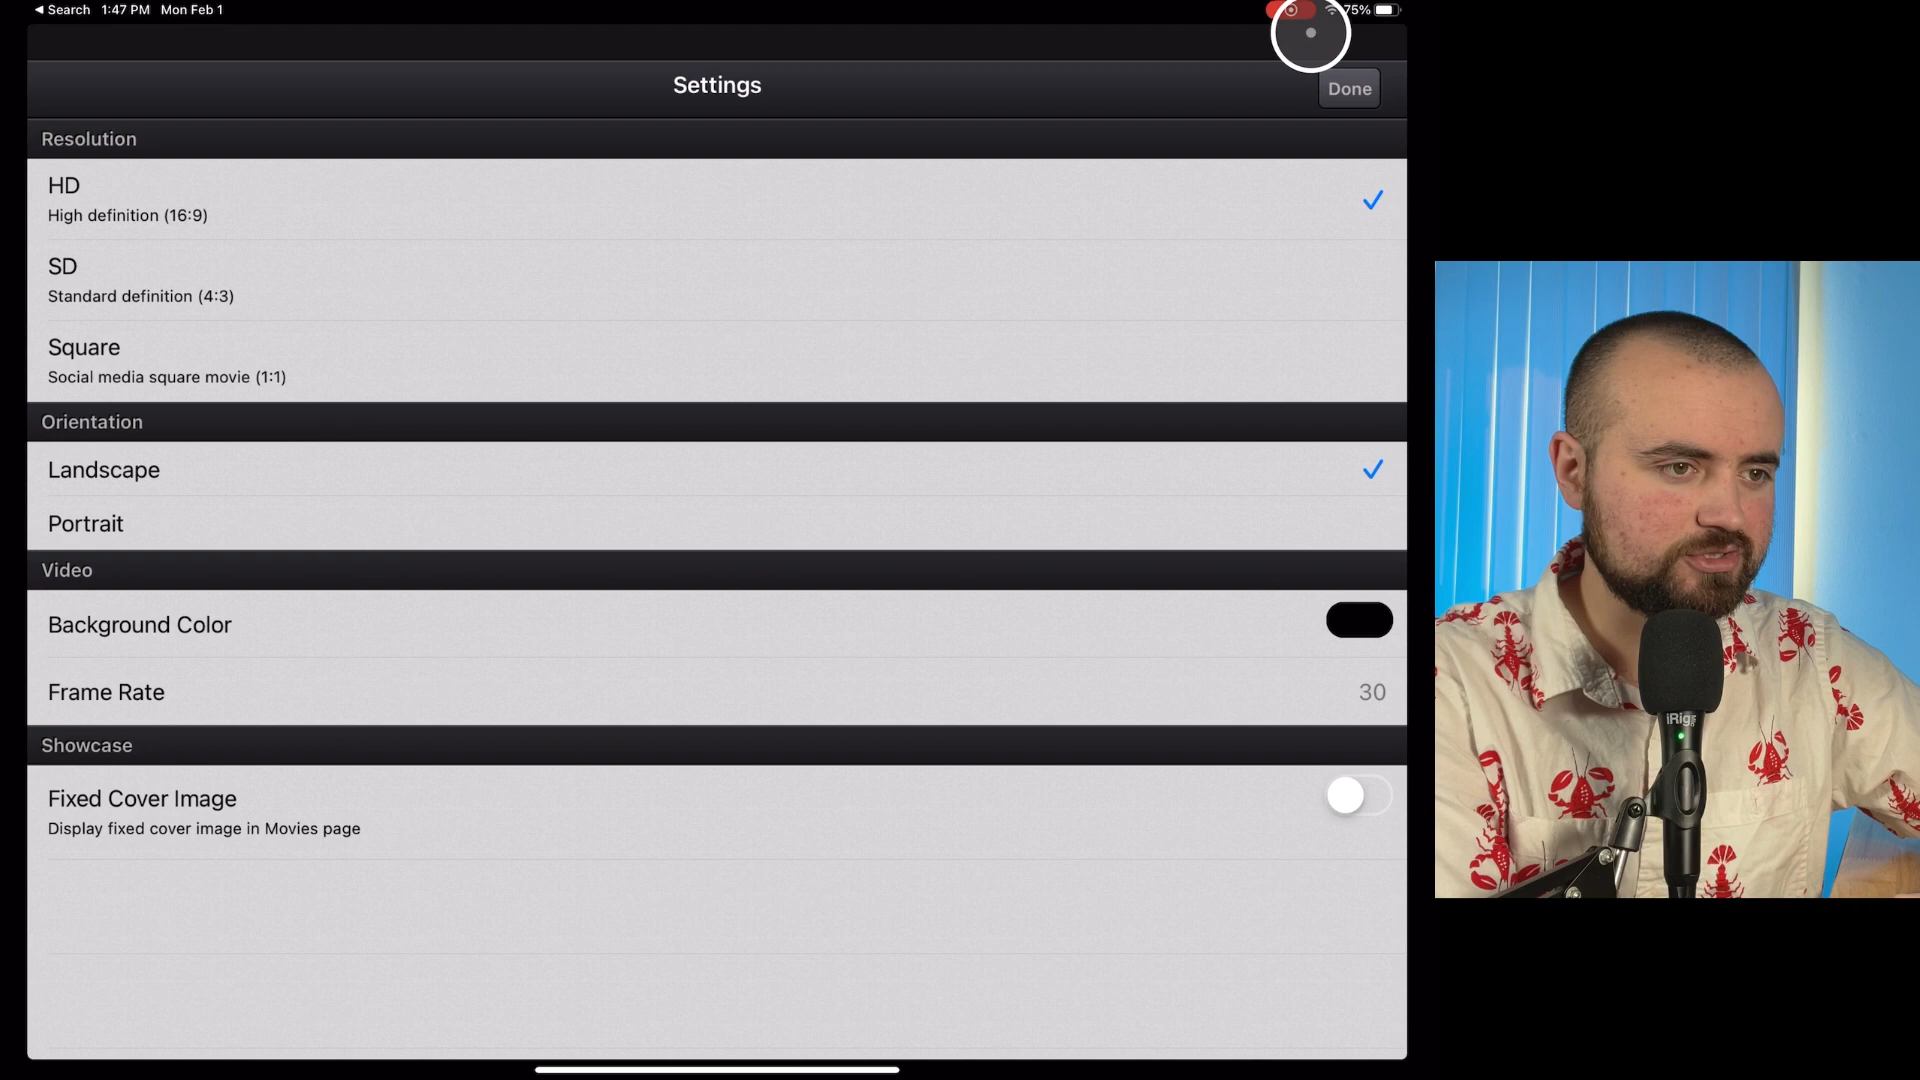 Search 1:47 PM Mon Feb 1
75%
Settings
Done
Resolution
HD
High definition (16:9)
SD
Standard definition (4:3)
Square
Social media square movie (1:1)
Orientation
Landscape
Portrait
Video
Background Color
Frame Rate 30
Showcase
Fixed Cover Image
Display fixed cover image in Movies page
iRig